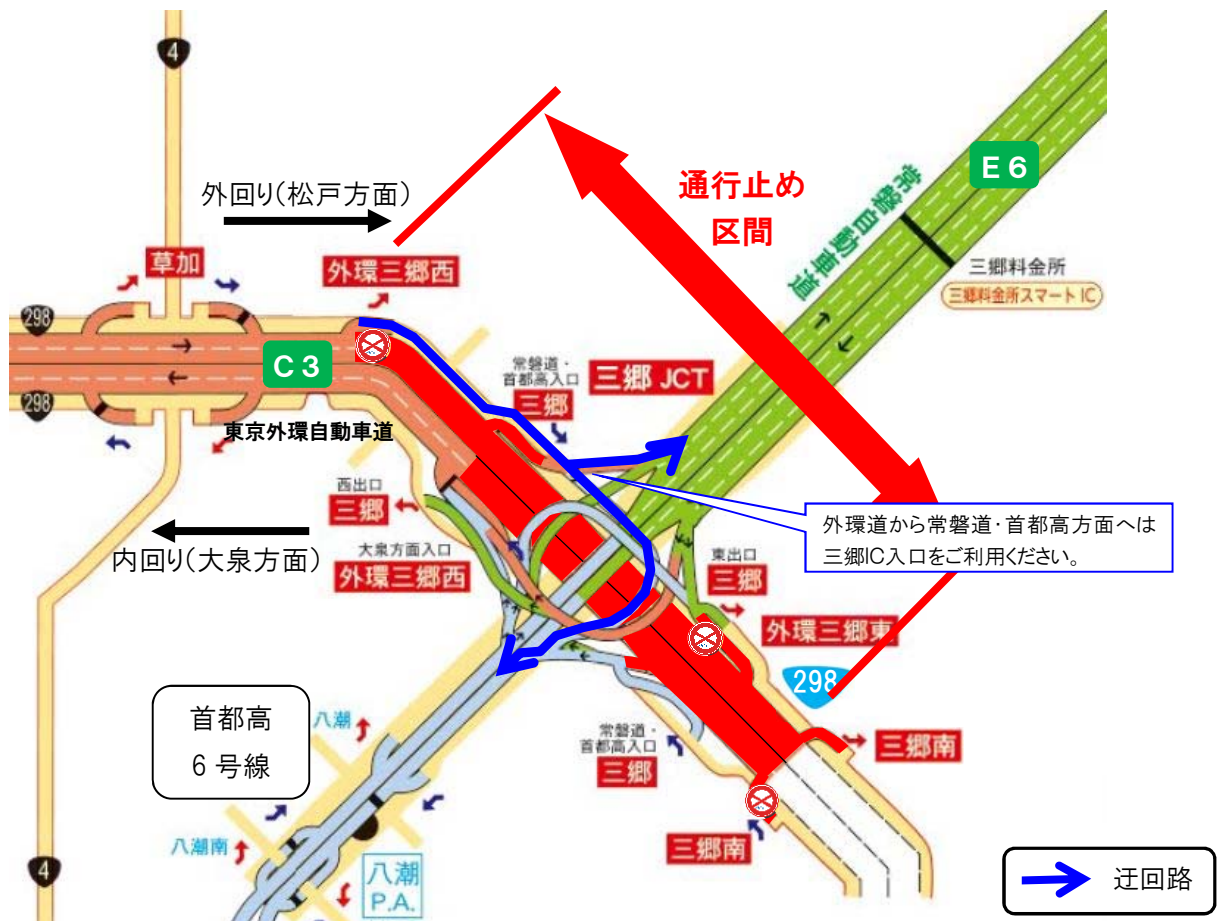 4
外回り(松戸方面)
通行止め
区間
E6
常磐自動車道
三郷料金所
三郷料金所スマートIC
草加
外環三郷西
298
C3
常磐道・
首都高入口
三郷
三郷 JCT
298
東京外環自動車道
西出口
三郷
外環道から常磐道・首都高方面へは
三郷IC入口をご利用ください。
内回り(大泉方面)
大泉方面入口
外環三郷西
東出口
三郷
外環三郷東
298
首都高
6号線
八潮
常磐道・
首都高入口
三郷
三郷南
八潮南
三郷南
4
八潮
P.A.
迂回路